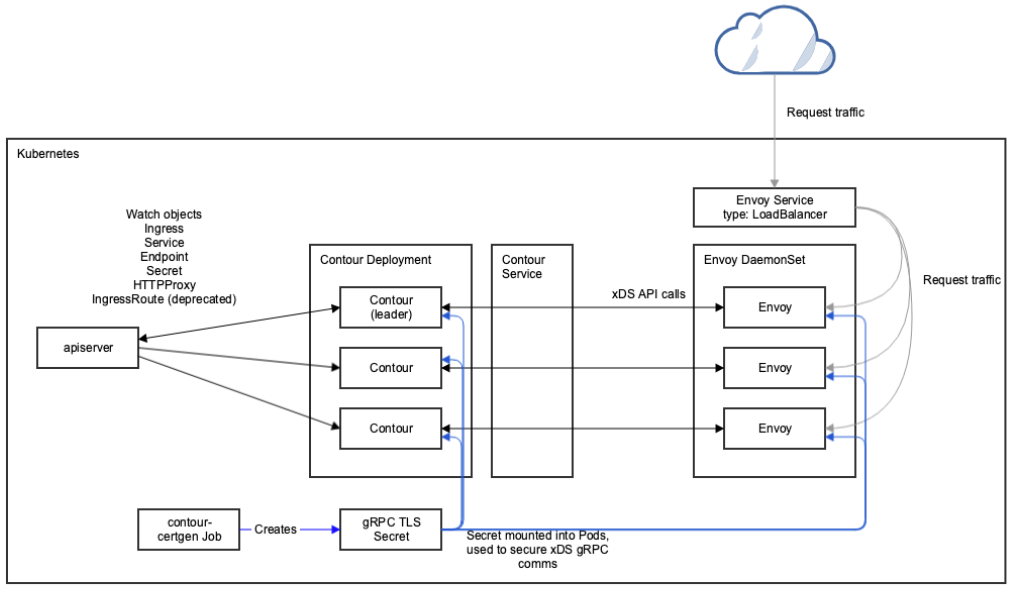 Request traffic
Kubernetes
Envoy Service
type: LoadBalancer
Watch objects
Ingress
Service
Endpoint
Secret
HTTPProxy
IngressRoute (deprecated)
Contour Deployment
Contour
Service
Envoy DaemonSet
Request traffic
xDS API calls
Contour
(leader)
Envoy
apiserver
Contour
Envoy
Contour
Envoy
contour-
certgen Job
Creates
gRPC TLS
Secret
Secret mounted into Pods,
used to secure xDS gRPC
comms